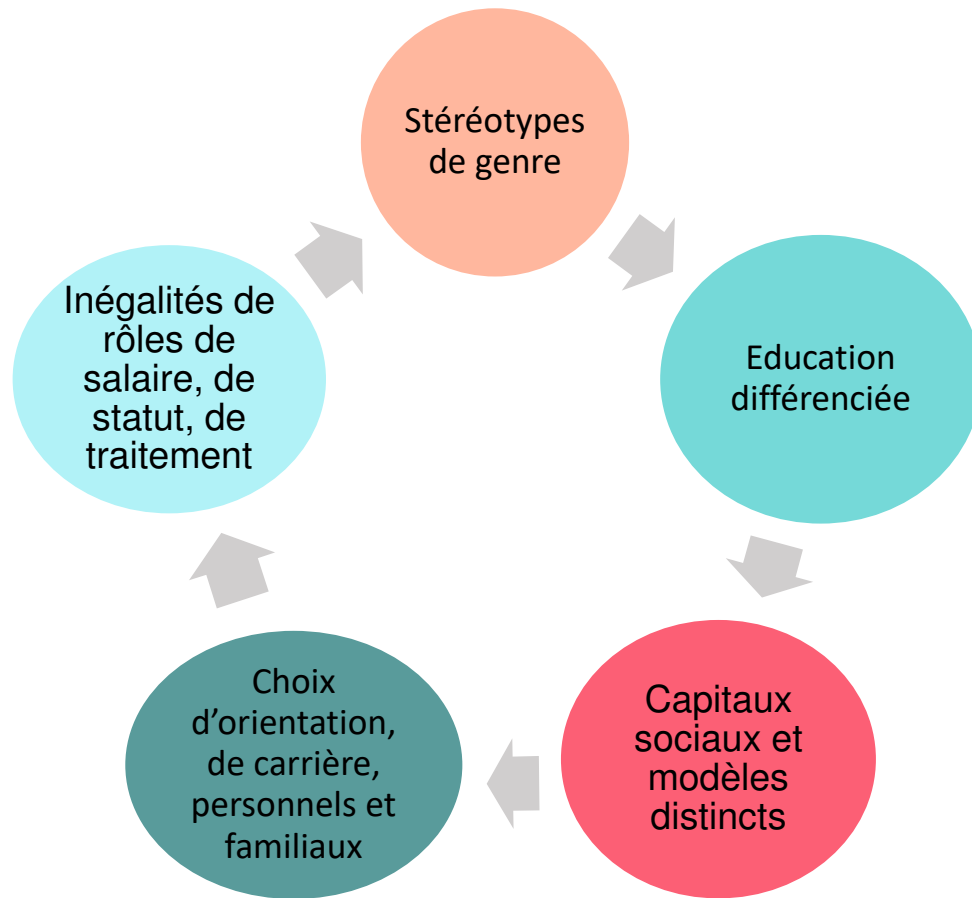 Stéréotypes
de genre
Education
différenciée
Capitaux
sociaux et
modèles
distincts
Choix
d’orientation,
de carrière,
personnels et
familiaux
Inégalités de
rôles de
salaire, de
statut, de
traitement